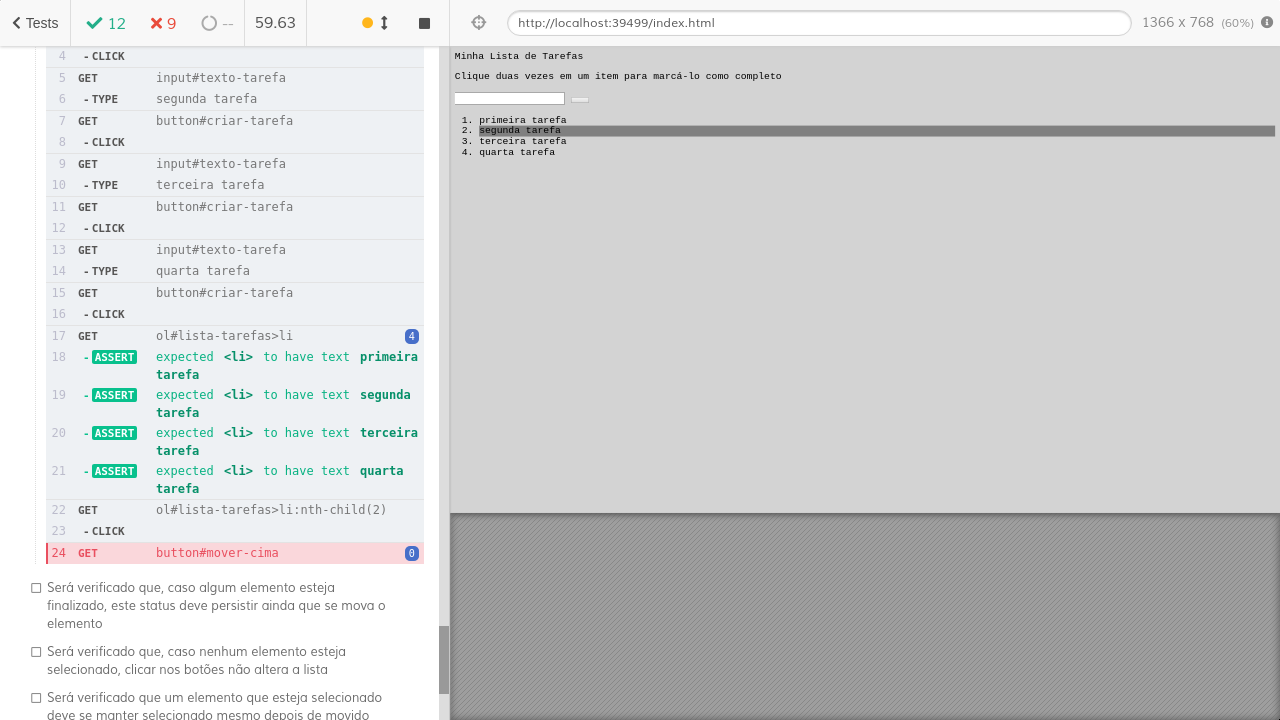 Tests 12 9 -- 59.63 http://localhost:39499/index.html 1366 x 768 (60%)
4 - CLICK
5 GET input#texto-tarefa
6 - TYPE segunda tarefa
7 GET button#criar-tarefa
8 - CLICK
9 GET input#texto-tarefa
10 - TYPE terceira tarefa
11 GET button#criar-tarefa
12 - CLICK
13 GET input#texto-tarefa
14 - TYPE quarta tarefa
15 GET button#criar-tarefa
16 - CLICK
17 GET ol#lista-tarefas>li 4
18 - ASSERT expected <li> to have text primeira
tarefa
19 - ASSERT expected <li> to have text segunda
tarefa
20 - ASSERT expected <li> to have text terceira
tarefa
21 - ASSERT expected <li> to have text quarta
tarefa
22 GET ol#lista-tarefas>li:nth-child(2)
23 - CLICK
24 GET button#mover-cima 0
Será verificado que, caso algum elemento esteja
finalizado, este status deve persistir ainda que se mova o
elemento
Será verificado que, caso nenhum elemento esteja
selecionado, clicar nos botões não altera a lista
Será verificado que um elemento que esteja selecionado
deve se manter selecionado mesmo depois de movido
Minha Lista de Tarefas
Clique duas vezes em um item para marcá-lo como completo
1. primeira tarefa
2. segunda tarefa
3. terceira tarefa
4. quarta tarefa